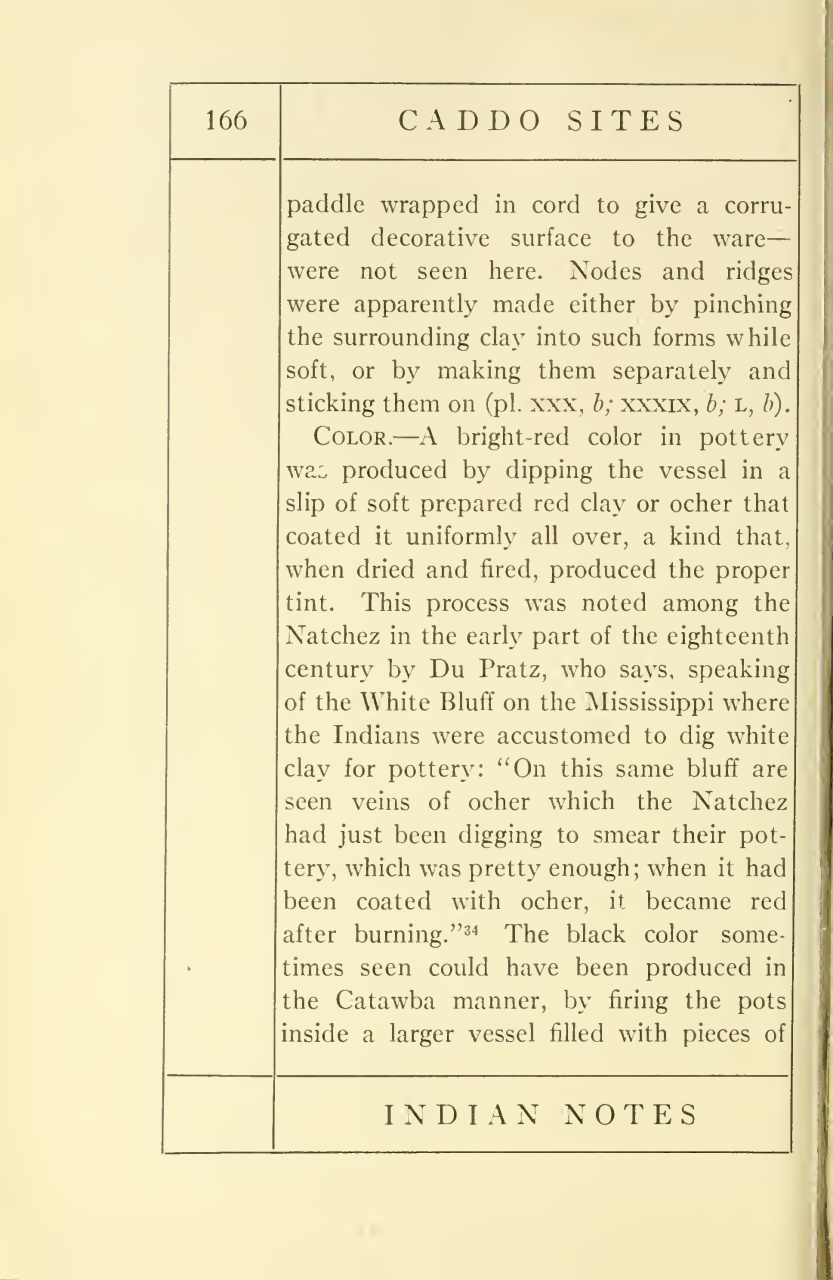 166
CADDO SITES
paddle wrapped in cord to give a corru-
gated decorative surface to the ware—
were not seen here. Nodes and ridges
were apparently made either by pinching
the surrounding clay into such forms while
soft, or by making them separately and
sticking them on (pl. XXX, b; XXXIX, b; L, b).
COLOR.—A bright-red color in pottery
was produced by dipping the vessel in a
slip of soft prepared red clay or ocher that
coated it uniformly all over, a kind that,
when dried and fired, produced the proper
tint. This process was noted among the
Natchez in the early part of the eighteenth
century by Du Pratz, who says, speaking
of the White Bluff on the Mississippi where
the Indians were accustomed to dig white
clay for pottery: “On this same bluff are
seen veins of ocher which the Natchez
had just been digging to smear their pot-
tery, which was pretty enough; when it had
been coated with ocher, it became red
after burning.”³⁴ The black color some-
times seen could have been produced in
the Catawba manner, by firing the pots
inside a larger vessel filled with pieces of
INDIAN NOTES